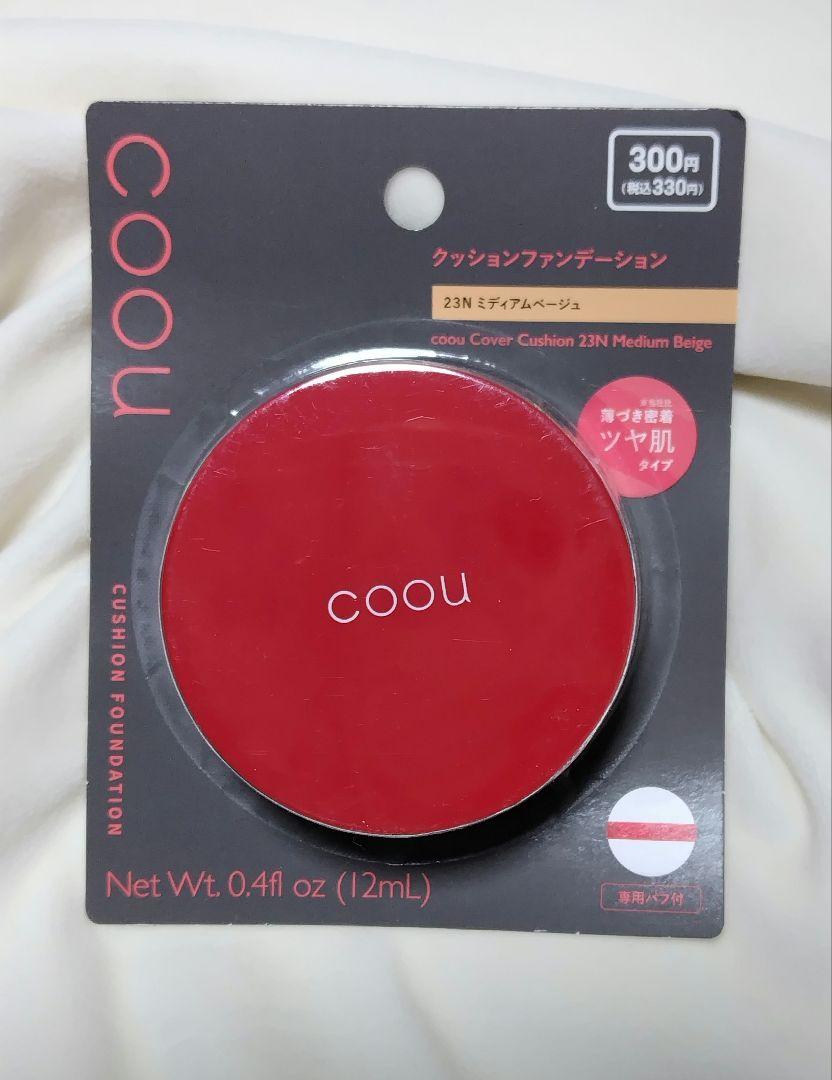 coou
300円
(税込330円)
クッションファンデーション
23N ミディアムベージュ
coou Cover Cushion 23N Medium Beige
※当社比
薄づき密着
ツヤ肌
タイプ
coou
CUSHION FOUNDATION
Net Wt. 0.4fl oz (12mL)
専用パフ付